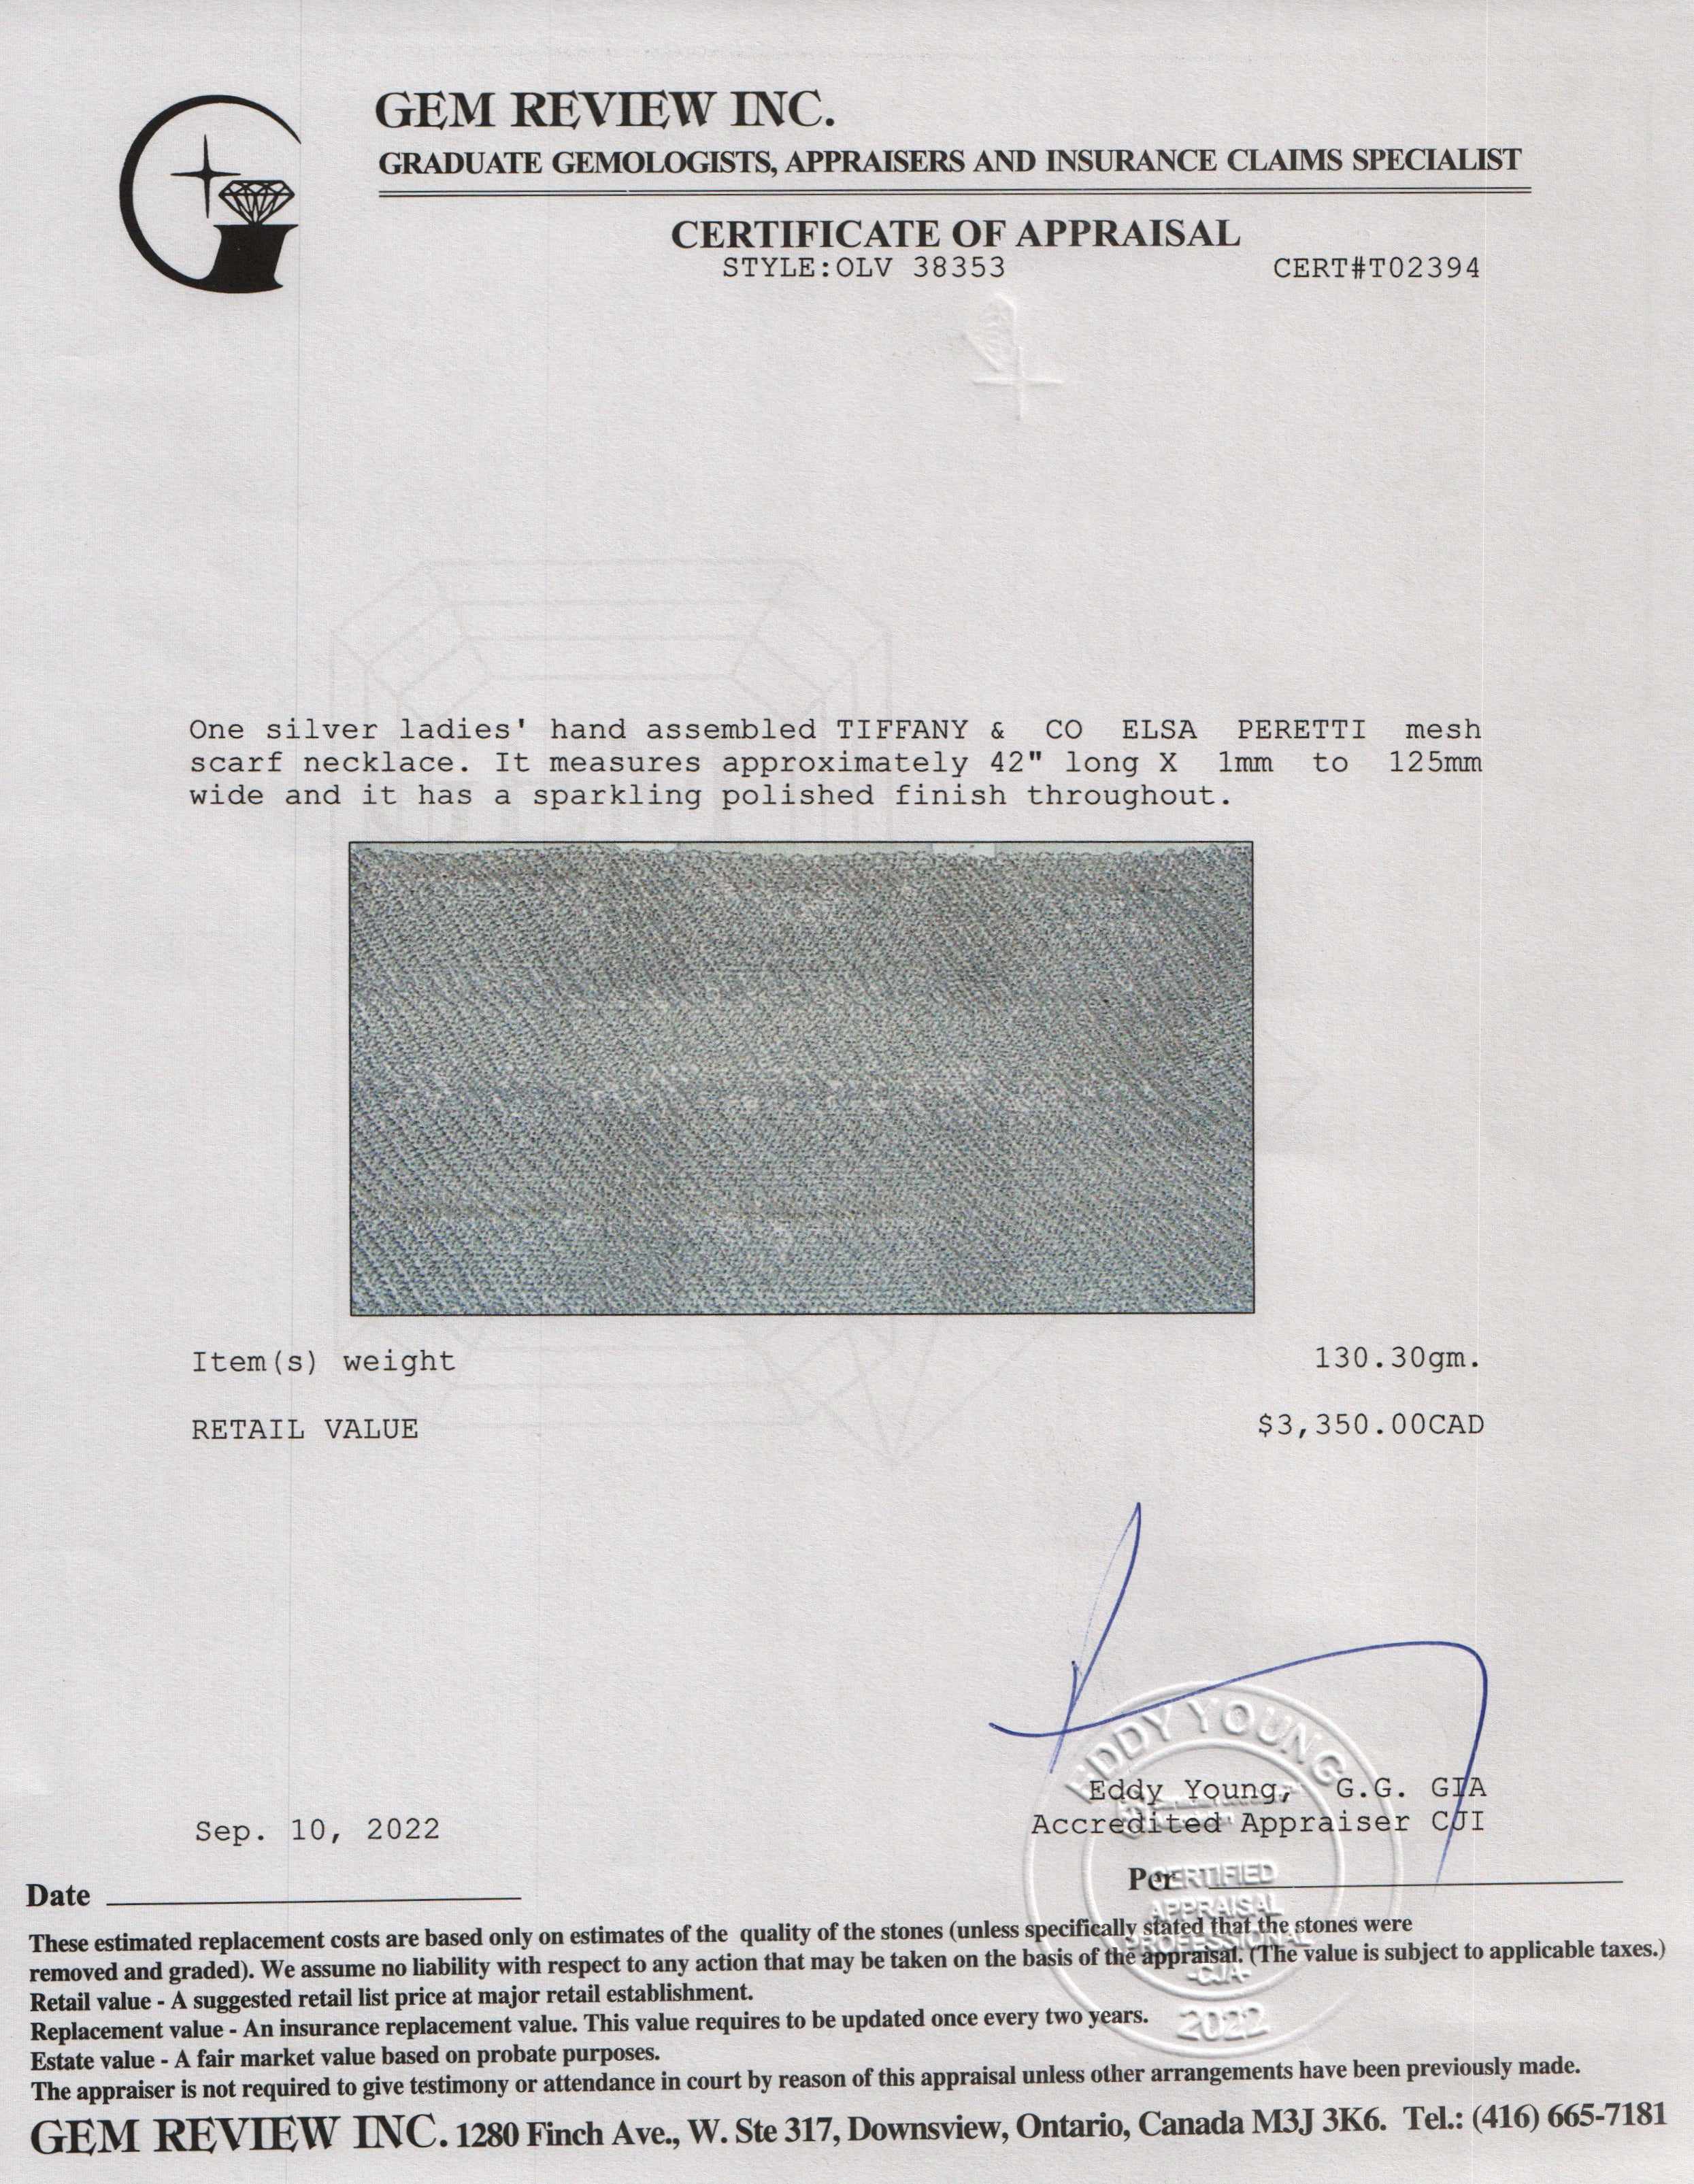 GEM REVIEW INC.
GRADUATE GEMOLOGISTS, APPRAISERS AND INSURANCE CLAIMS SPECIALIST
CERTIFICATE OF APPRAISAL
STYLE:OLV 38353 CERT#T02394
One silver ladies' hand assembled TIFFANY & CO ELSA PERETTI mesh
scarf necklace. It measures approximately 42" long X 1mm to 125mm
wide and it has a sparkling polished finish throughout.
Item(s) weight 130.30gm.
RETAIL VALUE $3,350.00CAD
EDDY YOUNG
Eddy Young, G.G. GIA
Sep. 10, 2022 Accredited Appraiser CJI
Date Per
CERTIFIED
APPRAISAL
PROFESSIONAL
-CJA-
2022
These estimated replacement costs are based only on estimates of the quality of the stones (unless specifically stated that the stones were
removed and graded). We assume no liability with respect to any action that may be taken on the basis of the appraisal. (The value is subject to applicable taxes.)
Retail value - A suggested retail list price at major retail establishment.
Replacement value - An insurance replacement value. This value requires to be updated once every two years.
Estate value - A fair market value based on probate purposes.
The appraiser is not required to give testimony or attendance in court by reason of this appraisal unless other arrangements have been previously made.
GEM REVIEW INC. 1280 Finch Ave., W. Ste 317, Downsview, Ontario, Canada M3J 3K6. Tel.: (416) 665-7181